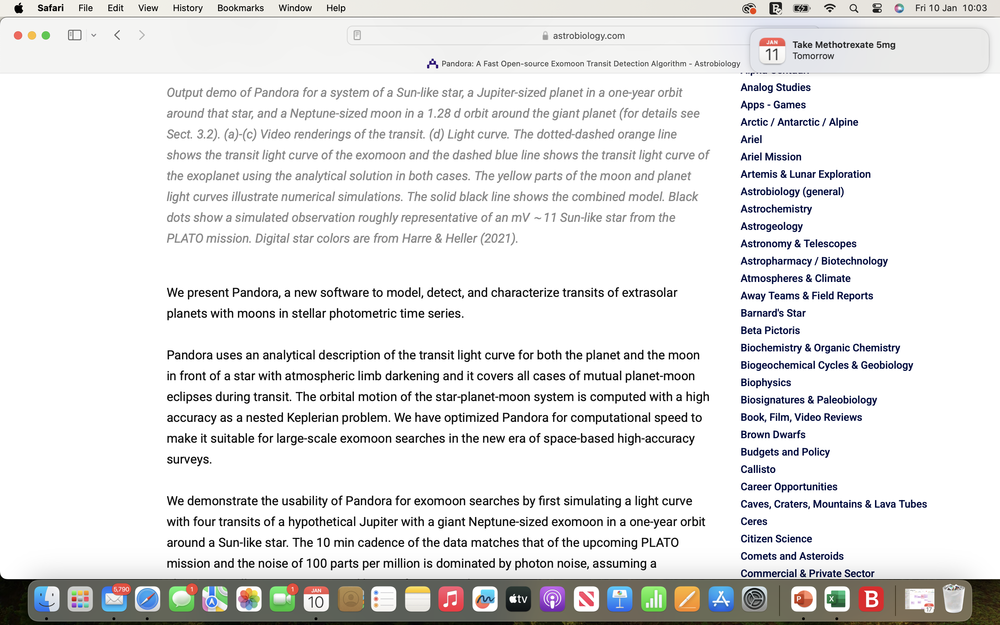 Safari File Edit View History Bookmarks Window Help Fri 10 Jan 10:03
astrobiology.com
Pandora: A Fast Open-source Exomoon Transit Detection Algorithm - Astrobiology
JAN
11
Take Methotrexate 5mg
Tomorrow
Output demo of Pandora for a system of a Sun-like star, a Jupiter-sized planet in a one-year orbit
around that star, and a Neptune-sized moon in a 1.28 d orbit around the giant planet (for details see
Sect. 3.2). (a)-(c) Video renderings of the transit. (d) Light curve. The dotted-dashed orange line
shows the transit light curve of the exomoon and the dashed blue line shows the transit light curve of
the exoplanet using the analytical solution in both cases. The yellow parts of the moon and planet
light curves illustrate numerical simulations. The solid black line shows the combined model. Black
dots show a simulated observation roughly representative of an mV ~ 11 Sun-like star from the
PLATO mission. Digital star colors are from Harre & Heller (2021).
We present Pandora, a new software to model, detect, and characterize transits of extrasolar
planets with moons in stellar photometric time series.
Pandora uses an analytical description of the transit light curve for both the planet and the moon
in front of a star with atmospheric limb darkening and it covers all cases of mutual planet-moon
eclipses during transit. The orbital motion of the star-planet-moon system is computed with a high
accuracy as a nested Keplerian problem. We have optimized Pandora for computational speed to
make it suitable for large-scale exomoon searches in the new era of space-based high-accuracy
surveys.
We demonstrate the usability of Pandora for exomoon searches by first simulating a light curve
with four transits of a hypothetical Jupiter with a giant Neptune-sized exomoon in a one-year orbit
around a Sun-like star. The 10 min cadence of the data matches that of the upcoming PLATO
mission and the noise of 100 parts per million is dominated by photon noise, assuming a
Analog Studies
Apps - Games
Arctic / Antarctic / Alpine
Ariel
Ariel Mission
Artemis & Lunar Exploration
Astrobiology (general)
Astrochemistry
Astrogeology
Astronomy & Telescopes
Astropharmacy / Biotechnology
Atmospheres & Climate
Away Teams & Field Reports
Barnard's Star
Beta Pictoris
Biochemistry & Organic Chemistry
Biogeochemical Cycles & Geobiology
Biophysics
Biosignatures & Paleobiology
Book, Film, Video Reviews
Brown Dwarfs
Budgets and Policy
Callisto
Career Opportunities
Caves, Craters, Mountains & Lava Tubes
Ceres
Citizen Science
Comets and Asteroids
Commercial & Private Sector
5,790
1
1
JAN
10
tv
P
X
B
17